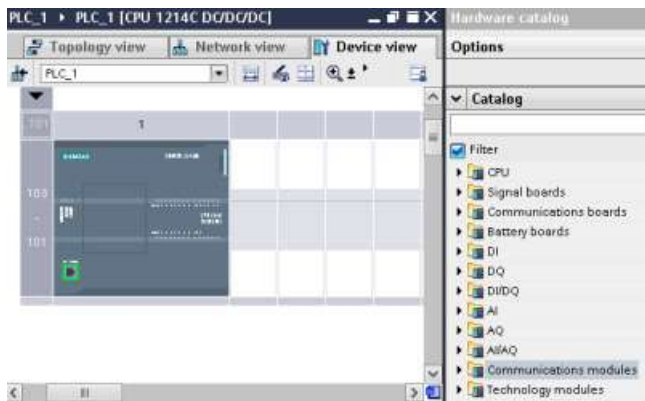 PLC_1 ▸ PLC_1 [CPU 1214C DC/DC/DC]
Hardware catalog
Topology view
Network view
Device view
Options
PLC_1
Catalog
1
Filter
CPU
Signal boards
Communications boards
Battery boards
DI
DQ
DI/DQ
AI
AQ
AI/AQ
Communications modules
Technology modules
103
101
SIEMENS